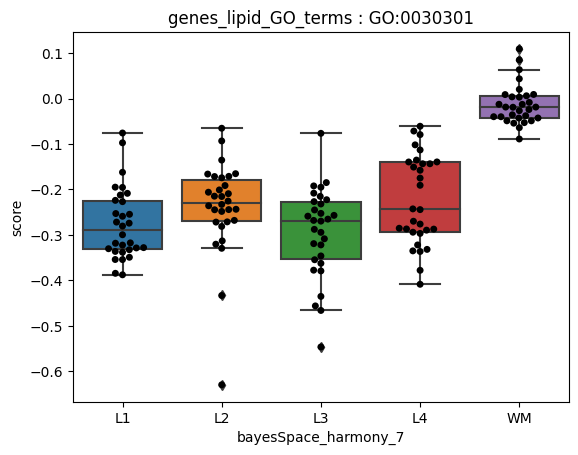 genes_lipid_GO_terms : GO:0030301
0.1
0.0
−0.1
−0.2
−0.3
−0.4
−0.5
−0.6
score
L1 L2 L3 L4 WM
bayesSpace_harmony_7